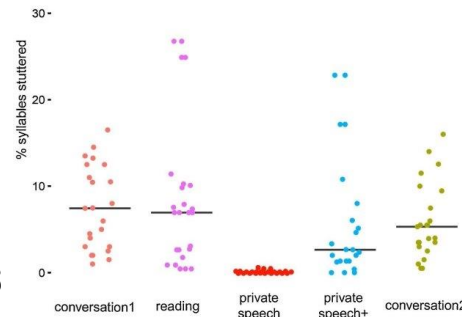 % syllables stuttered
30
20
10
0
conversation1
reading
private
speech
private
speech+
conversation2